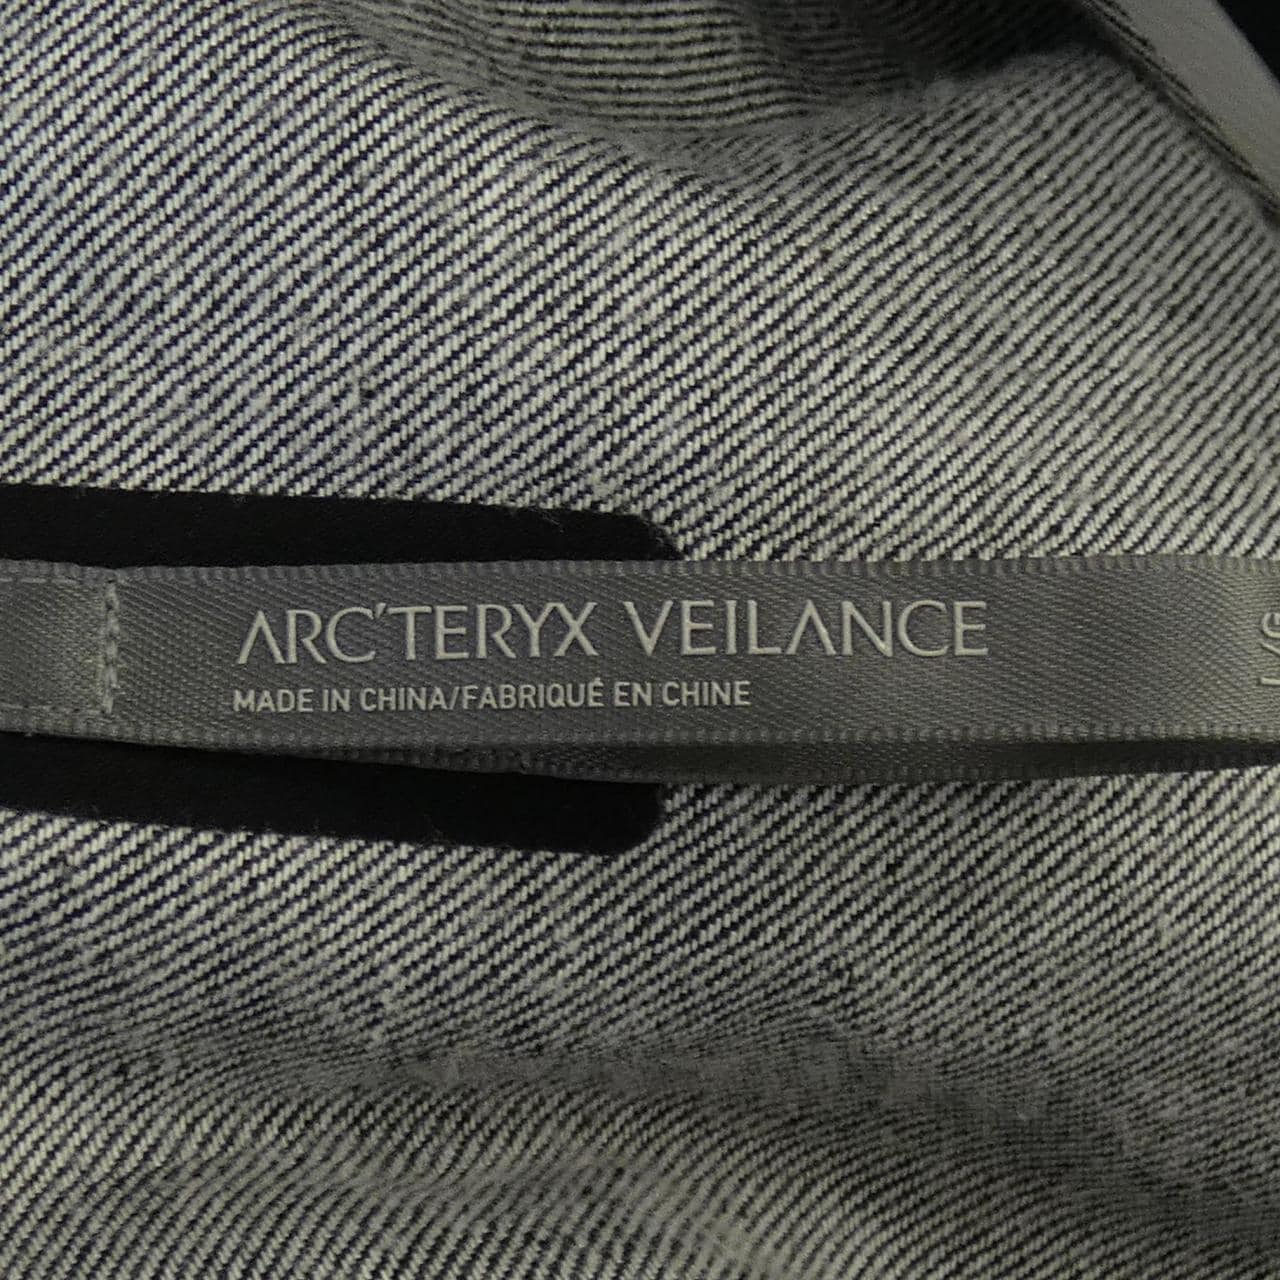 ARC'TERYX VEILANCE
MADE IN CHINA/FABRIQUÉ EN CHINE